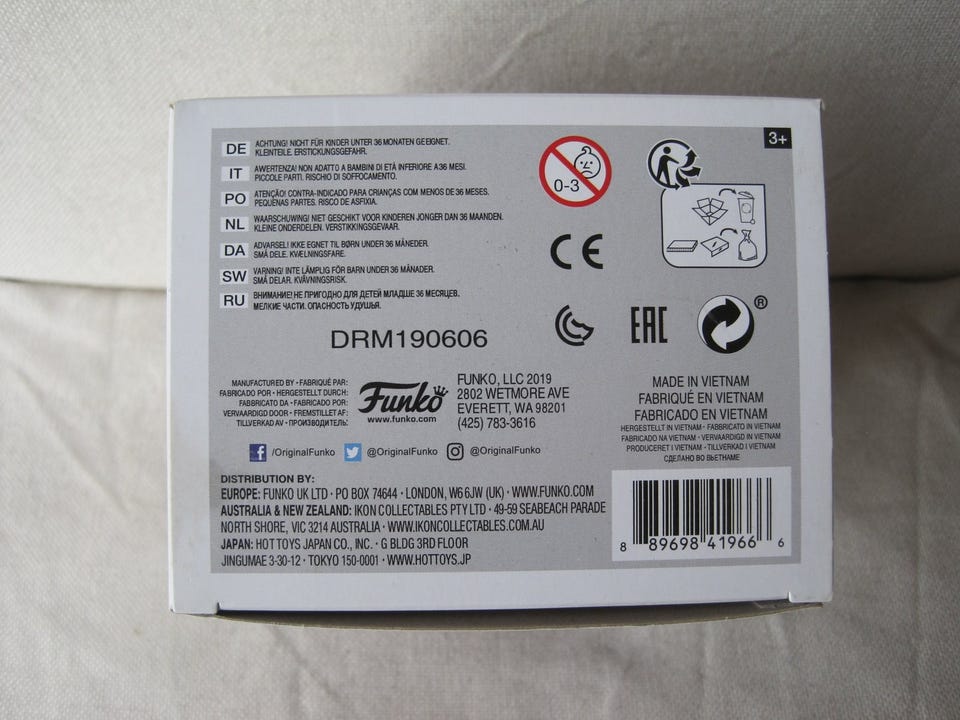 3+
DE ACHTUNG! NICHT FÜR KINDER UNTER 36 MONATEN GEEIGNET.
KLEINTEILE. ERSTICKUNGSGEFAHR.
IT AVVERTENZA! NON ADATTO A BAMBINI DI ETÀ INFERIORE A 36 MESI.
PICCOLE PARTI. RISCHIO DI SOFFOCAMENTO.
PO ATENÇÃO! CONTRA-INDICADO PARA CRIANÇAS COM MENOS DE 36 MESES.
PEQUENAS PARTES. RISCO DE ASFIXIA.
NL WAARSCHUWING! NIET GESCHIKT VOOR KINDEREN JONGER DAN 36 MAANDEN.
KLEINE ONDERDELEN. VERSTIKKINGSGEVAAR.
DA ADVARSEL! IKKE EGNET TIL BØRN UNDER 36 MÅNEDER.
SMÅ DELE. KVÆLNINGSFARE.
SW VARNING! INTE LÄMPLIG FÖR BARN UNDER 36 MÅNADER.
SMÅ DELAR. KVÄVNINGSRISK.
RU ВНИМАНИЕ! НЕ ПРИГОДНО ДЛЯ ДЕТЕЙ МЛАДШЕ 36 МЕСЯЦЕВ.
МЕЛКИЕ ЧАСТИ. ОПАСНОСТЬ УДУШЬЯ.
0-3
CE
EAC
®
DRM190606
MANUFACTURED BY • FABRIQUÉ PAR:
FABRICADO POR • HERGESTELLT DURCH:
FABBRICATO DA • FABRICADO POR:
VERVAARDIGD DOOR • FREMSTILLET AF:
TILLVERKAD AV • ПРОИЗВОДИТЕЛЬ:
Funko
www.funko.com
FUNKO, LLC 2019
2802 WETMORE AVE
EVERETT, WA 98201
(425) 783-3616
MADE IN VIETNAM
FABRIQUÉ EN VIETNAM
FABRICADO EN VIETNAM
HERGESTELLT IN VIETNAM • FABBRICATO IN VIETNAM
FABRICADO NA VIETNAM • VERVAARDIGD IN VIETNAM
PRODUCERET I VIETNAM • TILLVERKAD I VIETNAM
СДЕЛАНО ВО ВЬЕТНАМЕ
/OriginalFunko @OriginalFunko @OriginalFunko
DISTRIBUTION BY:
EUROPE: FUNKO UK LTD • PO BOX 74644 • LONDON, W6 6JW (UK) • WWW.FUNKO.COM
AUSTRALIA & NEW ZEALAND: IKON COLLECTABLES PTY LTD • 49-59 SEABEACH PARADE
NORTH SHORE, VIC 3214 AUSTRALIA • WWW.IKONCOLLECTABLES.COM.AU
JAPAN: HOT TOYS JAPAN CO., INC. • G BLDG 3RD FLOOR
JINGUMAE 3-30-12 • TOKYO 150-0001 • WWW.HOTTOYS.JP
8 89698 41966 6